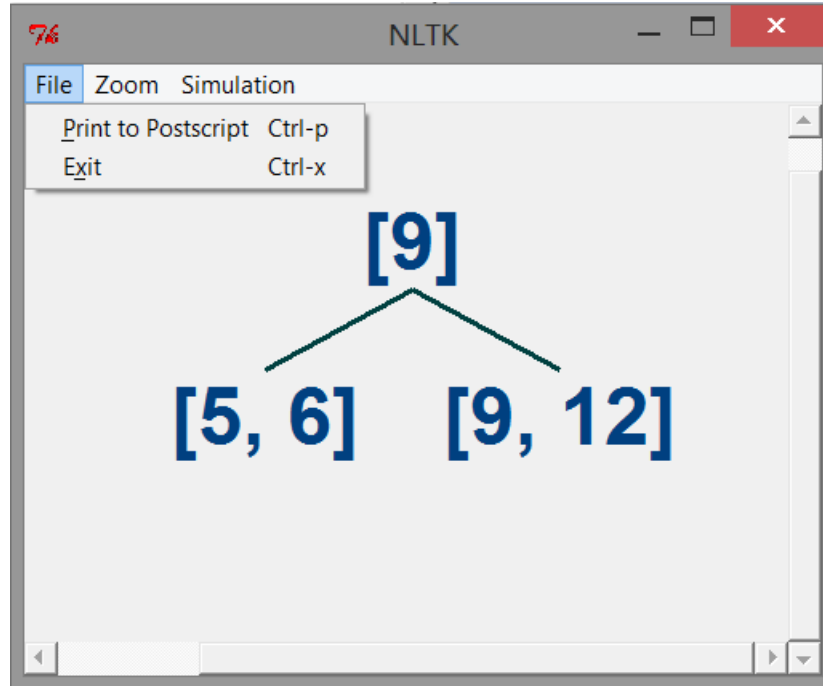 NLTK
File Zoom Simulation
Print to Postscript Ctrl-p
Exit Ctrl-x
[9]
[5, 6] [9, 12]